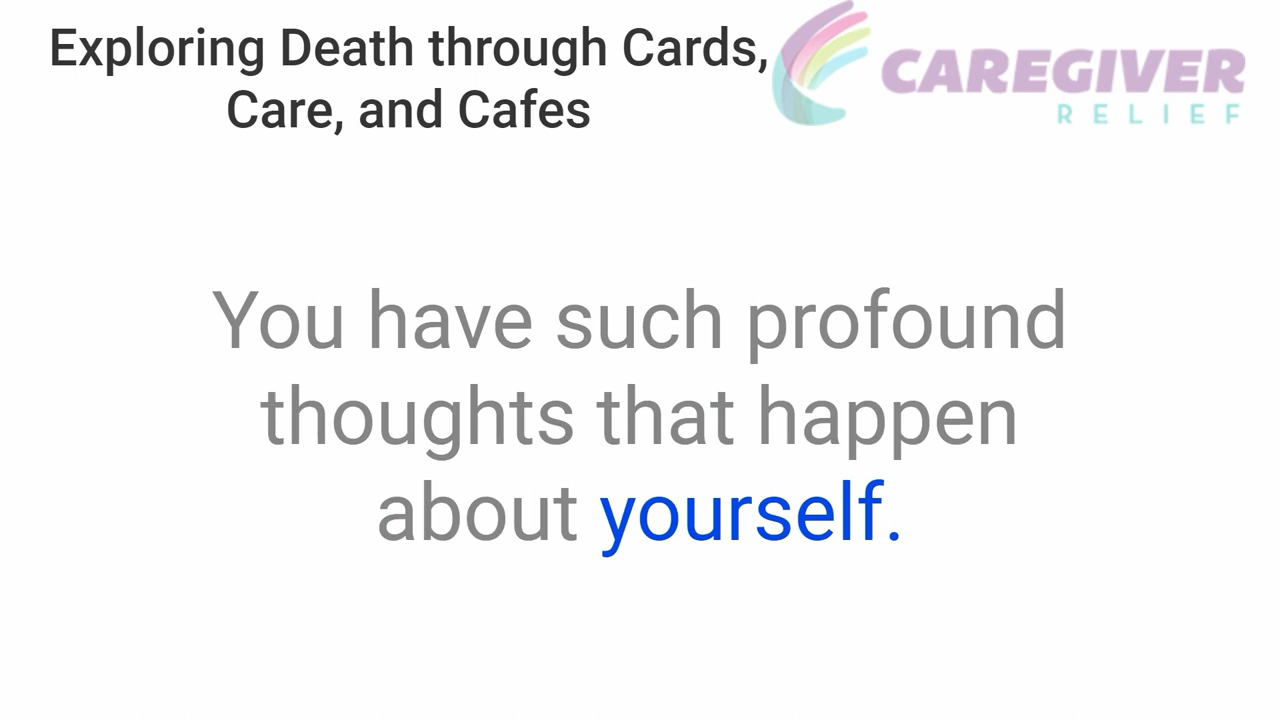 Exploring Death through Cards,
Care, and Cafes
CAREGIVER
RELIEF
You have such profound
thoughts that happen
about yourself.